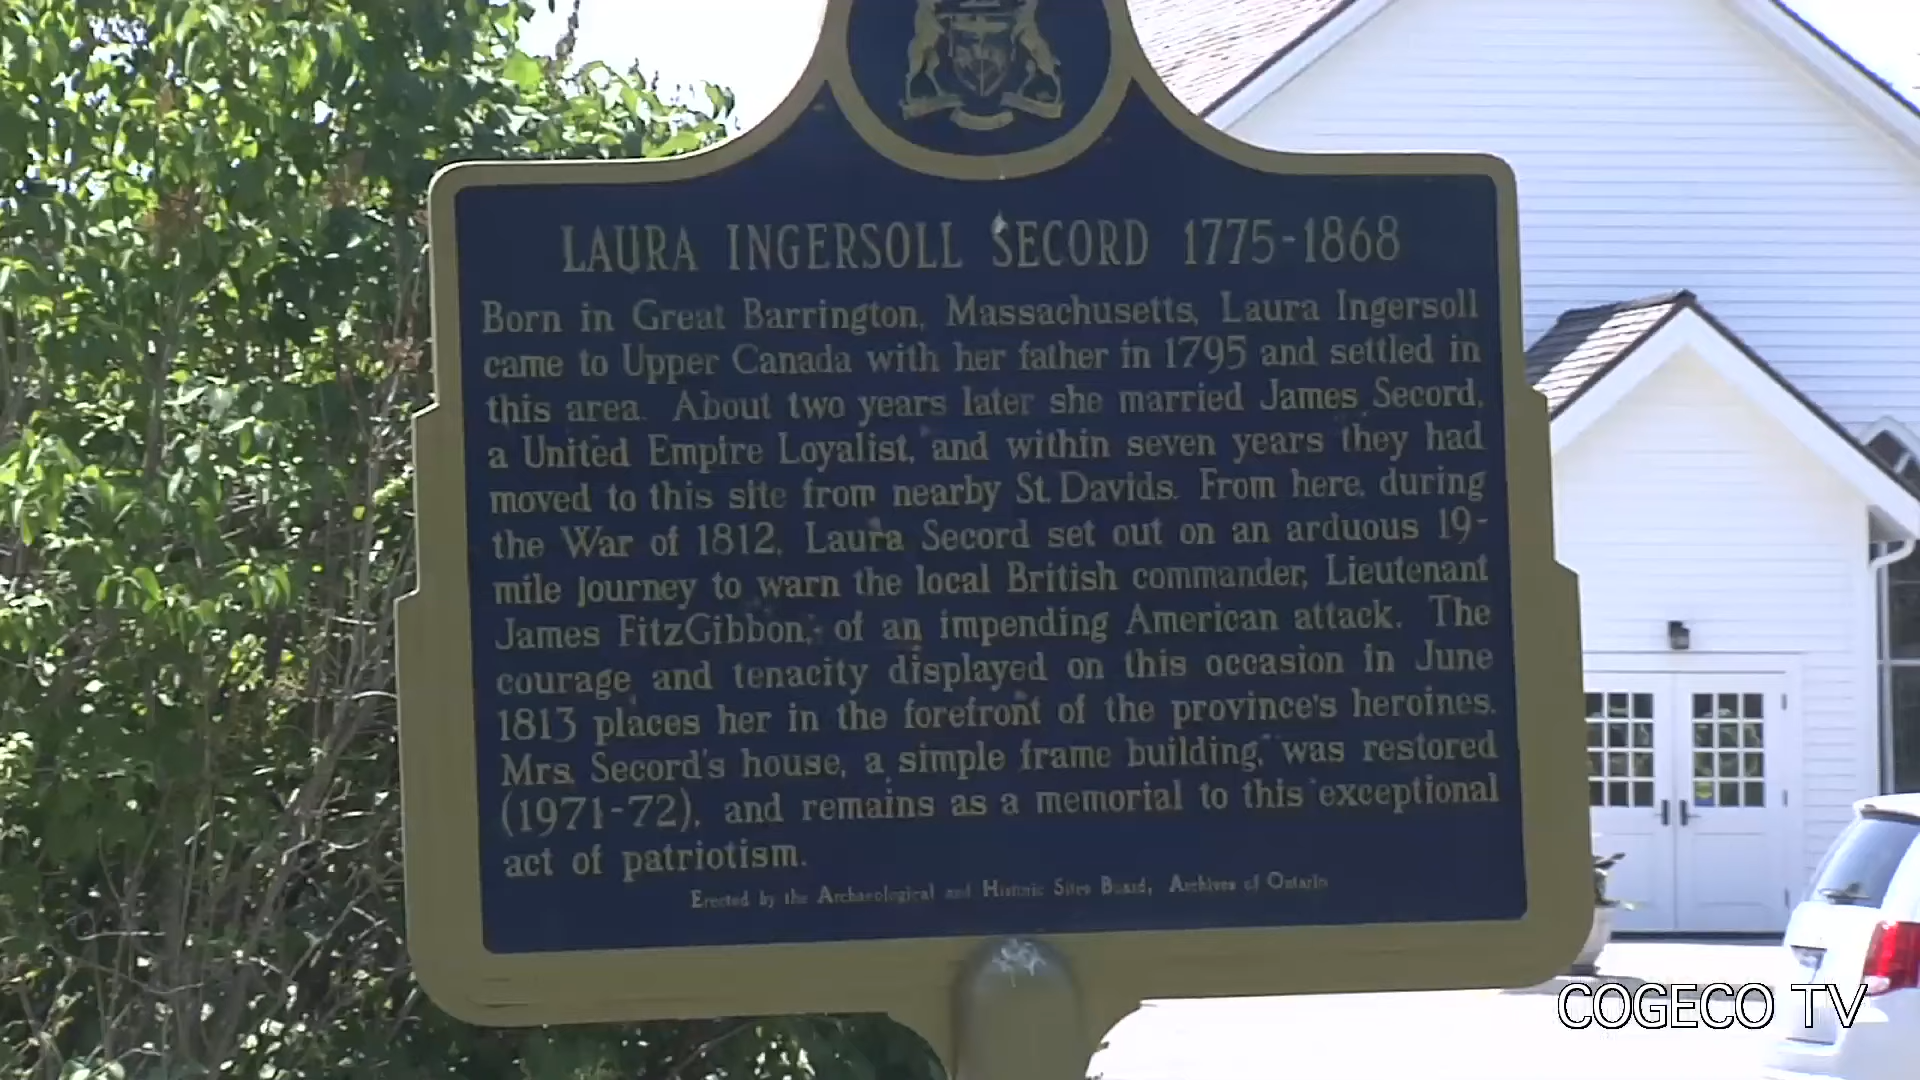 LAURA INGERSOLL SECORD 1775-1868
Born in Great Barrington, Massachusetts, Laura Ingersoll
came to Upper Canada with her father in 1795 and settled in
this area. About two years later she married James Secord,
a United Empire Loyalist, and within seven years they had
moved to this site from nearby St. Davids. From here, during
the War of 1812, Laura Secord set out on an arduous 19-
mile journey to warn the local British commander, Lieutenant
James FitzGibbon, of an impending American attack. The
courage and tenacity displayed on this occasion in June
1813 places her in the forefront of the province's heroines.
Mrs. Secord's house, a simple frame building, was restored
(1971-72), and remains as a memorial to this exceptional
act of patriotism.
Erected by the Archaeological and Historic Sites Board, Archives of Ontario
COGECO TV